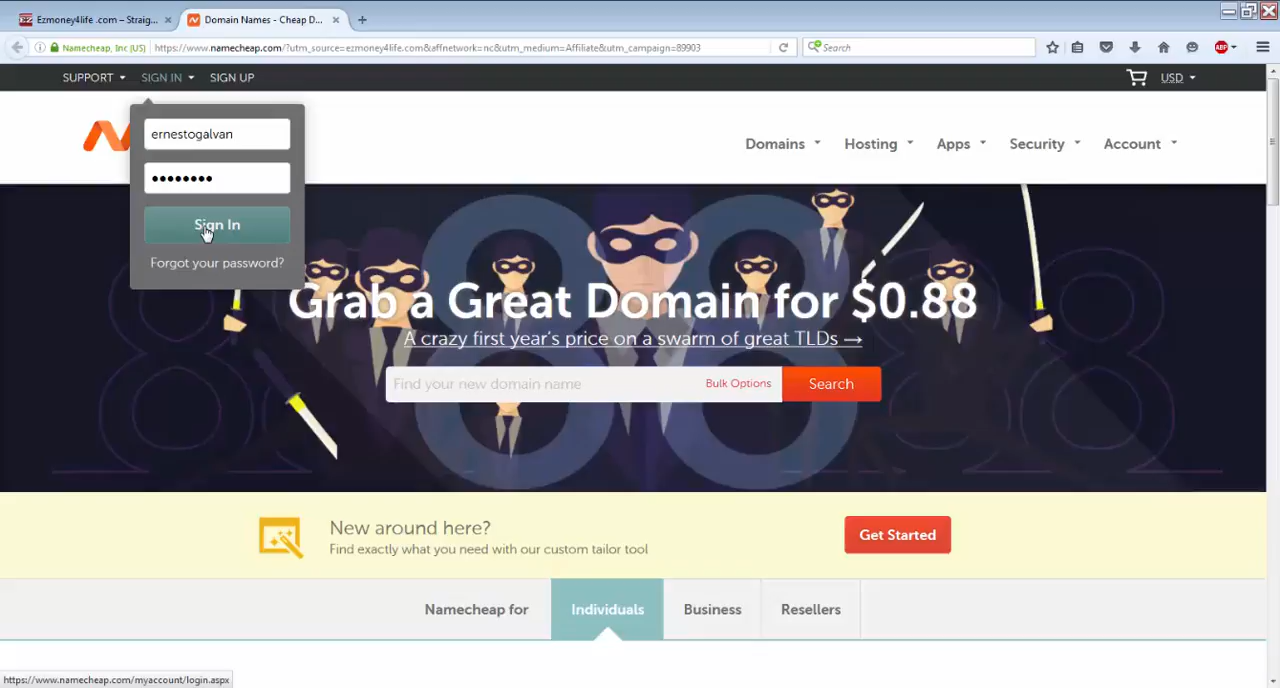 Ezmoney4life .com – Straig...
Domain Names - Cheap D...
Namecheap, Inc (US)
https://www.namecheap.com/?utm_source=ezmoney4life.com&affnetwork=nc&utm_medium=Affiliate&utm_campaign=89903
Search
ABP
SUPPORT
SIGN IN
SIGN UP
USD
ernestogalvan
••••••••
Sign In
Forgot your password?
Domains
Hosting
Apps
Security
Account
Grab a Great Domain for $0.88
A crazy first year's price on a swarm of great TLDs →
Find your new domain name
Bulk Options
Search
New around here?
Find exactly what you need with our custom tailor tool
Get Started
Namecheap for
Individuals
Business
Resellers
https://www.namecheap.com/myaccount/login.aspx